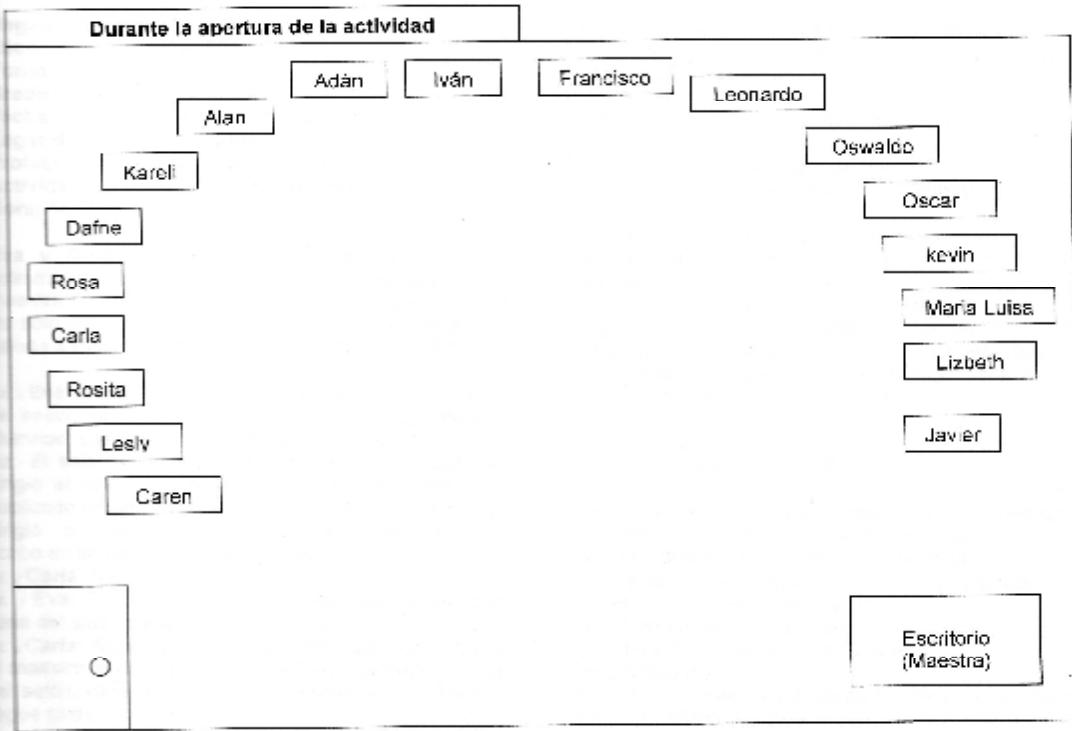 Durante la apertura de la actividad
Adán
Iván
Francisco
Leonardo
Alan
Oswaldo
Kareli
Oscar
Dafne
kevin
Rosa
Maria Luisa
Carla
Lizbeth
Rosita
Javier
Lesly
Caren
Escritorio
(Maestra)